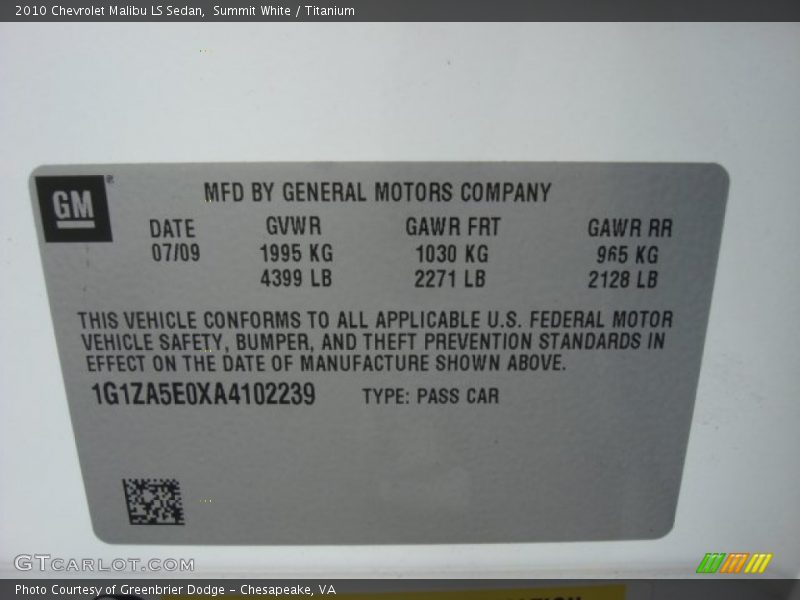 2010 Chevrolet Malibu LS Sedan, Summit White / Titanium
GM
MFD BY GENERAL MOTORS COMPANY
DATE GVWR GAWR FRT GAWR RR
07/09 1995 KG 1030 KG 965 KG
4399 LB 2271 LB 2128 LB
THIS VEHICLE CONFORMS TO ALL APPLICABLE U.S. FEDERAL MOTOR
VEHICLE SAFETY, BUMPER, AND THEFT PREVENTION STANDARDS IN
EFFECT ON THE DATE OF MANUFACTURE SHOWN ABOVE.
1G1ZA5E0XA4102239 TYPE: PASS CAR
GTCARLOT.COM
Photo Courtesy of Greenbrier Dodge – Chesapeake, VA